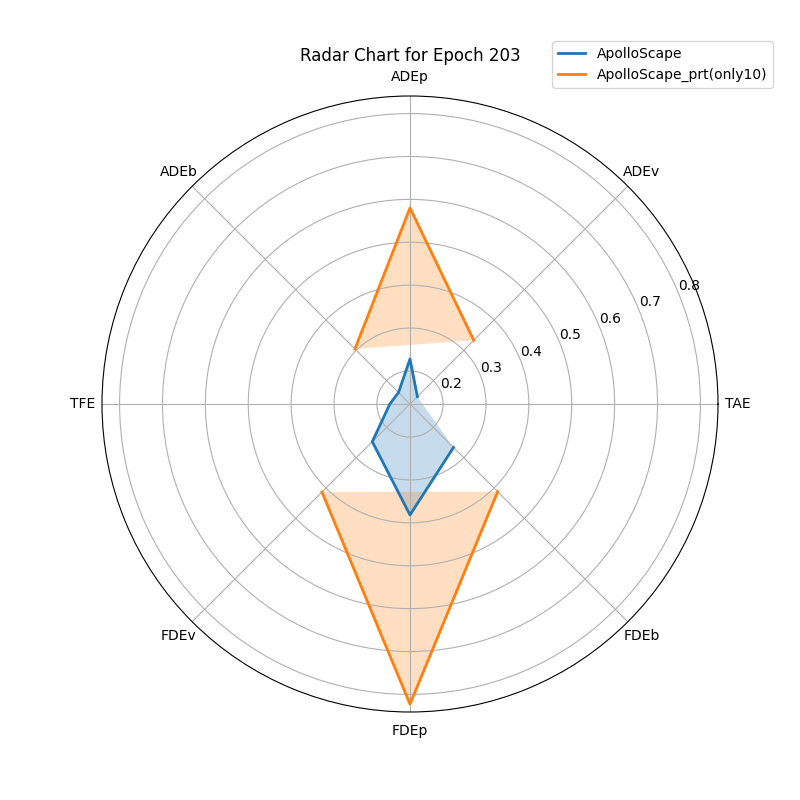 Radar Chart for Epoch 203
ApolloScape
ApolloScape_prt(only10)
ADEp
ADEb
ADEv
0.8
0.7
0.6
0.5
0.4
0.3
0.2
TFE
TAE
FDEv
FDEb
FDEp